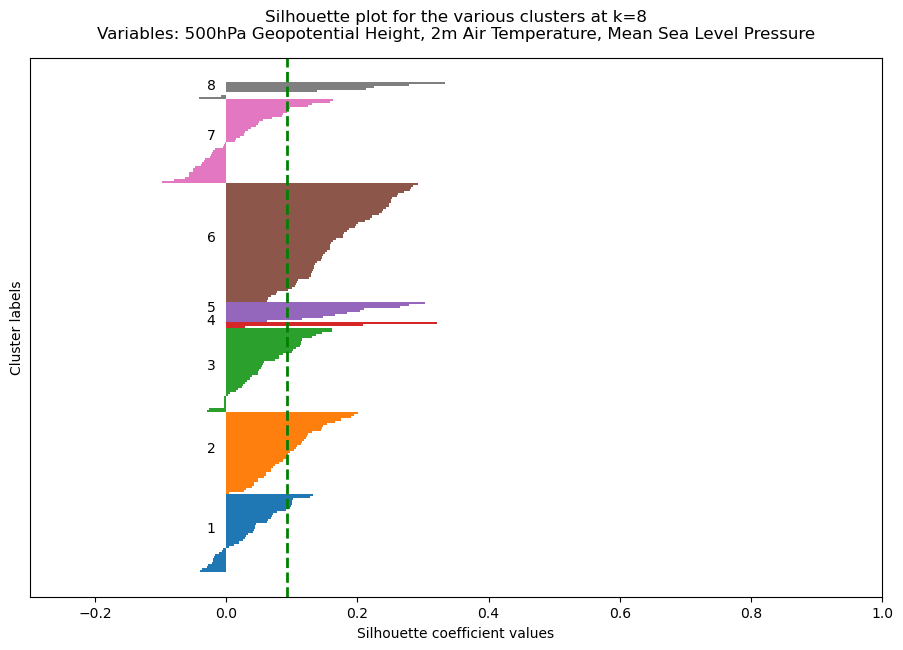 Silhouette plot for the various clusters at k=8
Variables: 500hPa Geopotential Height, 2m Air Temperature, Mean Sea Level Pressure
8
7
6
5
4
3
2
1
Cluster labels
−0.2 0.0 0.2 0.4 0.6 0.8 1.0
Silhouette coefficient values